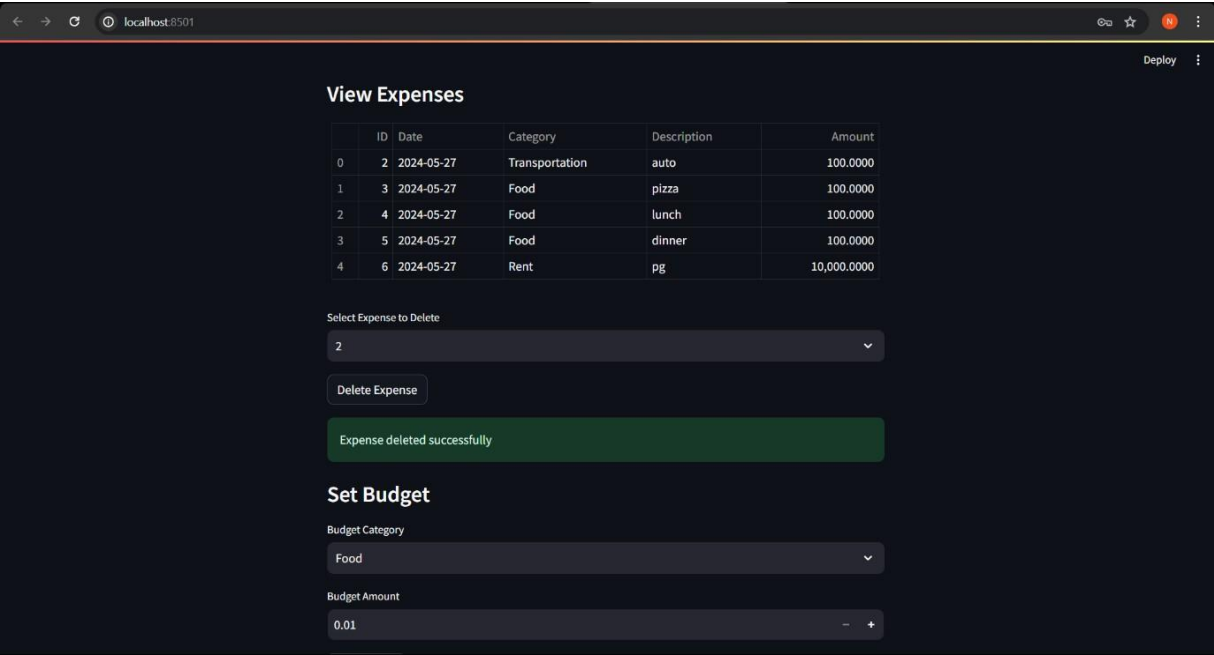 localhost:8501
N
Deploy
View Expenses
ID Date Category Description Amount
0 2 2024-05-27 Transportation auto 100.0000
1 3 2024-05-27 Food pizza 100.0000
2 4 2024-05-27 Food lunch 100.0000
3 5 2024-05-27 Food dinner 100.0000
4 6 2024-05-27 Rent pg 10,000.0000
Select Expense to Delete
2
Delete Expense
Expense deleted successfully
Set Budget
Budget Category
Food
Budget Amount
0.01 − +